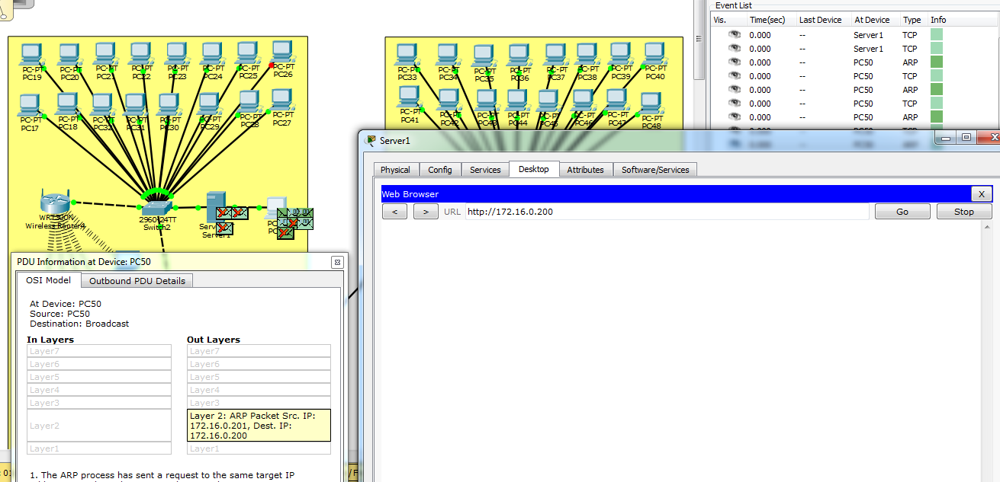 Event List
Vis. Time(sec) Last Device At Device Type Info
0.000 -- Server1 TCP
0.000 -- Server1 TCP
0.000 -- PC50 ARP
0.000 -- PC50 TCP
0.000 -- PC50 ARP
0.000 -- PC50 TCP
0.000 -- PC50 ARP
PC-PT PC-PT PC-PT PC-PT PC-PT PC-PT PC-PT PC-PT
PC19 PC20 PC21 PC22 PC23 PC24 PC25 PC26
PC-PT PC-PT PC-PT PC-PT PC-PT PC-PT PC-PT PC-PT
PC17 PC18 PC32 PC31 PC30 PC29 PC28 PC27
PC-PT PC-PT PC-PT PC-PT PC-PT PC-PT PC-PT PC-PT
PC33 PC34 PC35 PC36 PC37 PC38 PC39 PC40
PC-PT PC-PT PC-PT PC-PT PC-PT PC-PT PC-PT PC-PT
PC41 PC42 PC43 PC44 PC45 PC46 PC47 PC48
WRT300N
Wireless Router4
2960-24TT
Switch2
Server1
Server1
Physical Config Services Desktop Attributes Software/Services
Web Browser X
< > URL http://172.16.0.200 Go Stop
PDU Information at Device: PC50
OSI Model Outbound PDU Details
At Device: PC50
Source: PC50
Destination: Broadcast
In Layers Out Layers
Layer7 Layer7
Layer6 Layer6
Layer5 Layer5
Layer4 Layer4
Layer3 Layer3
Layer2
Layer 2: ARP Packet Src. IP:
172.16.0.201, Dest. IP:
172.16.0.200
Layer1 Layer1
1. The ARP process has sent a request to the same target IP